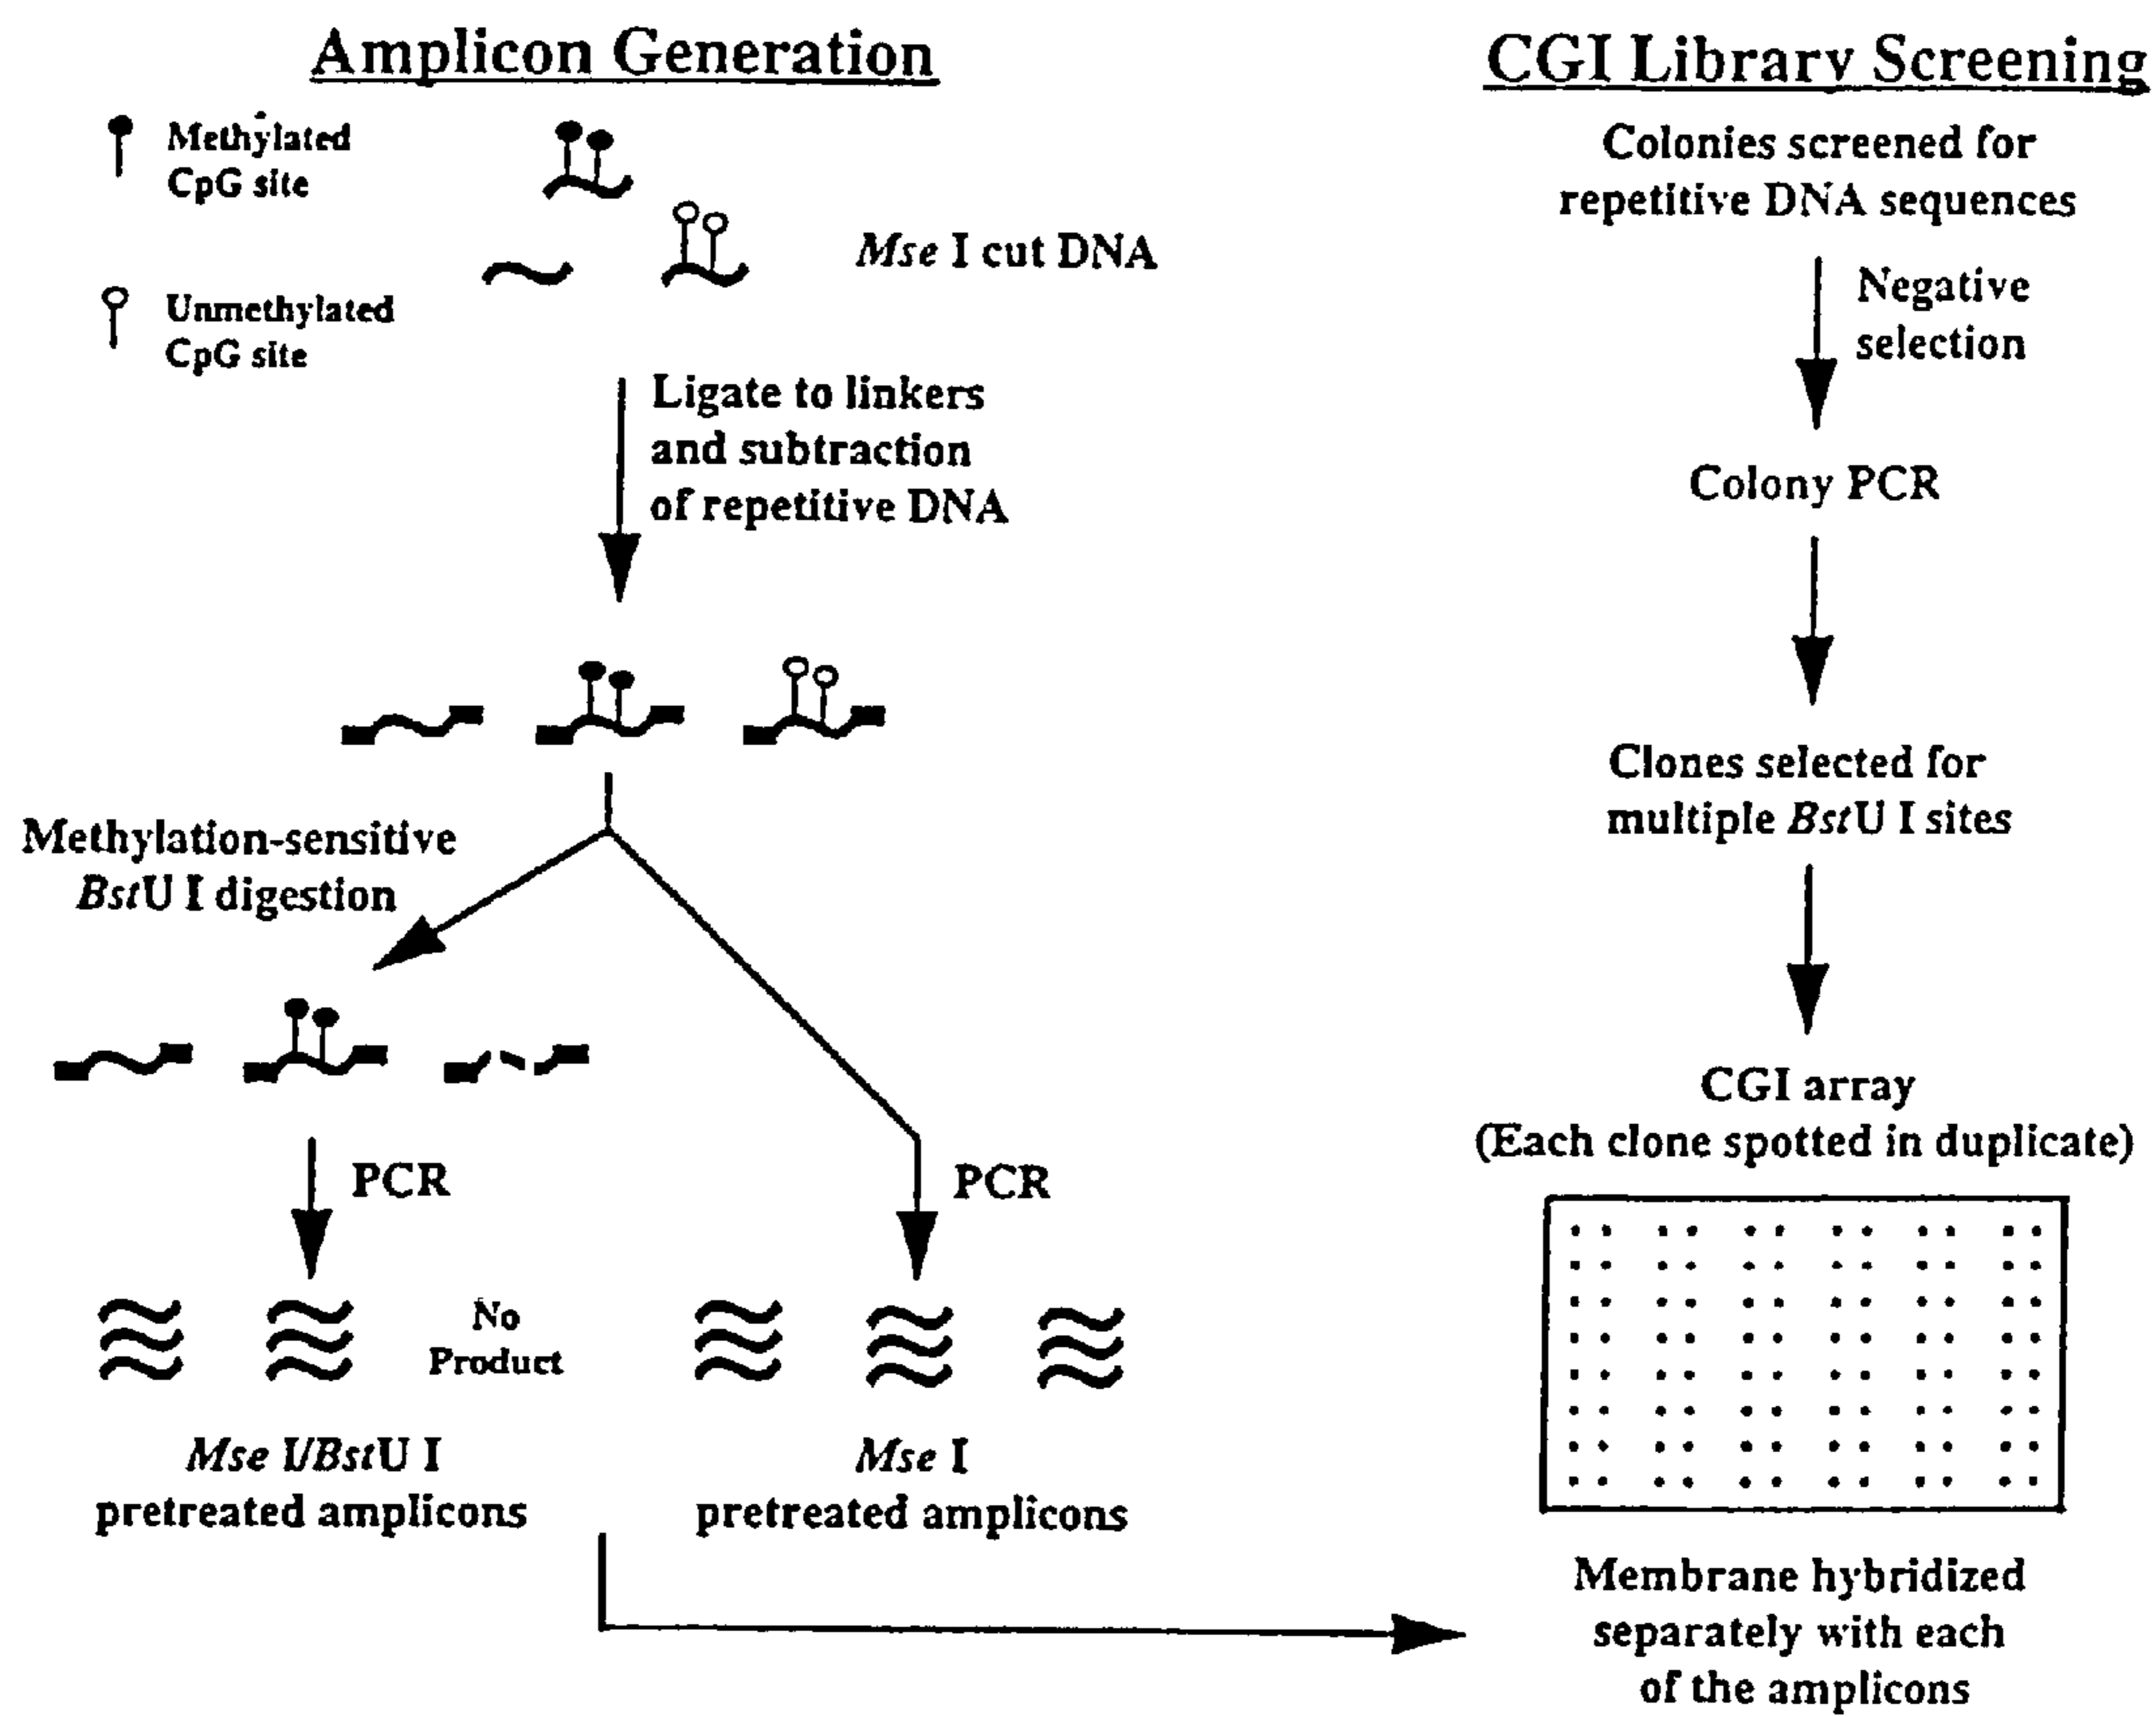 Amplicon Generation
Methylated
CpG site
Unmethylated
CpG site
Mse I cut DNA
Ligate to linkers
and subtraction
of repetitive DNA
Methylation-sensitive
BstU I digestion
PCR
PCR
No
Product
Mse I/BstU I
pretreated amplicons
Mse I
pretreated amplicons
CGI Library Screening
Colonies screened for
repetitive DNA sequences
Negative
selection
Colony PCR
Clones selected for
multiple BstU I sites
CGI array
(Each clone spotted in duplicate)
Membrane hybridized
separately with each
of the amplicons